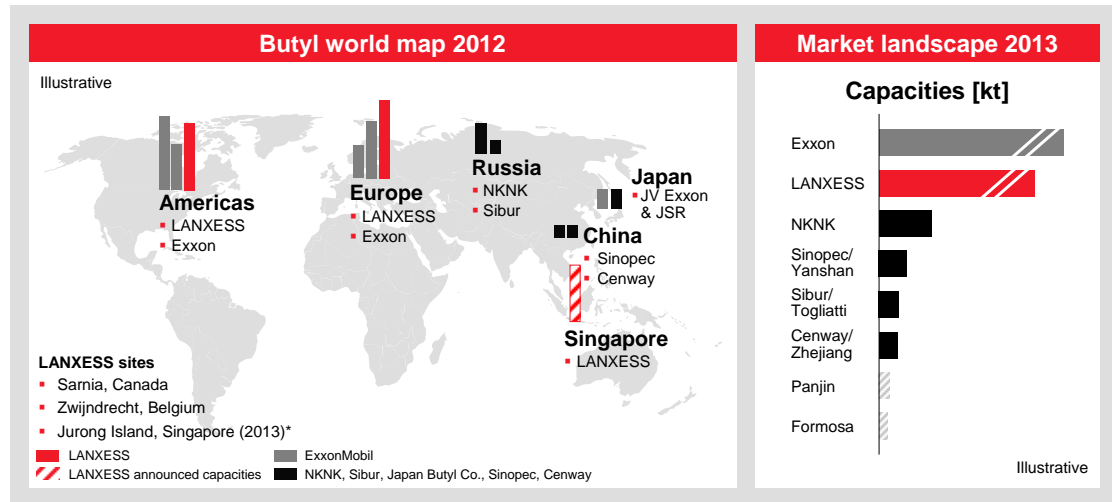 Butyl world map 2012
Illustrative
Americas
LANXESS
Exxon
Europe
LANXESS
Exxon
Russia
NKNK
Sibur
Japan
JV Exxon
& JSR
China
Sinopec
Cenway
Singapore
LANXESS
LANXESS sites
Sarnia, Canada
Zwijndrecht, Belgium
Jurong Island, Singapore (2013)*
LANXESS
ExxonMobil
LANXESS announced capacities
NKNK, Sibur, Japan Butyl Co., Sinopec, Cenway
Market landscape 2013
Capacities [kt]
Exxon
LANXESS
NKNK
Sinopec/
Yanshan
Sibur/
Togliatti
Cenway/
Zhejiang
Panjin
Formosa
Illustrative